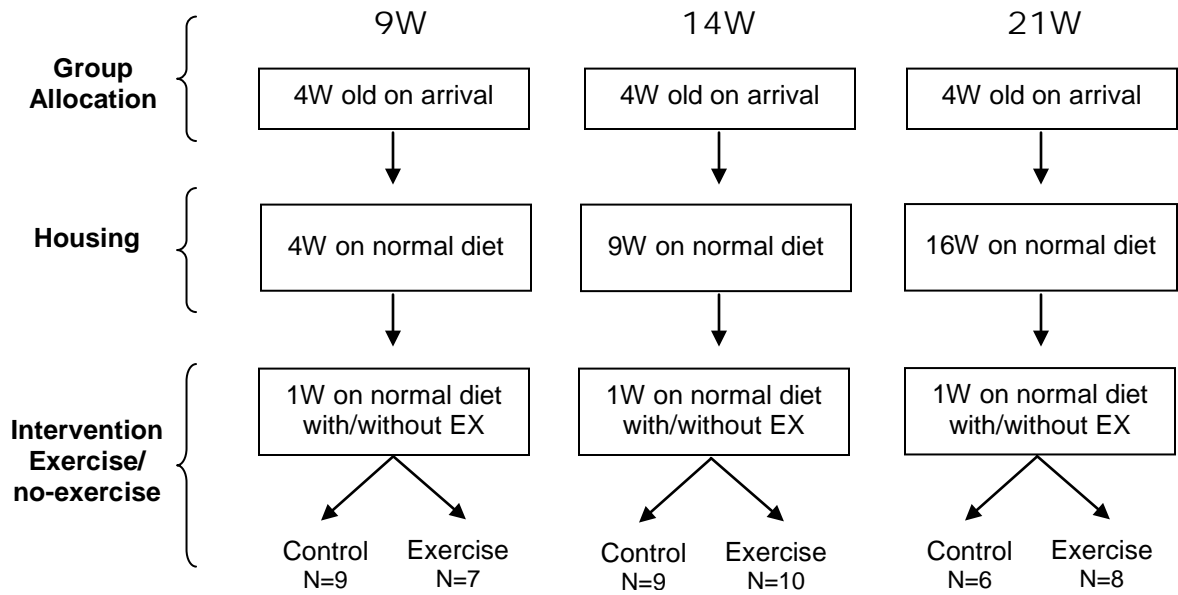 9W 14W 21W
Group
Allocation
4W old on arrival 4W old on arrival 4W old on arrival
Housing
4W on normal diet 9W on normal diet 16W on normal diet
Intervention
Exercise/
no-exercise
1W on normal diet
with/without EX
1W on normal diet
with/without EX
1W on normal diet
with/without EX
Control Exercise Control Exercise Control Exercise
N=9 N=7 N=9 N=10 N=6 N=8